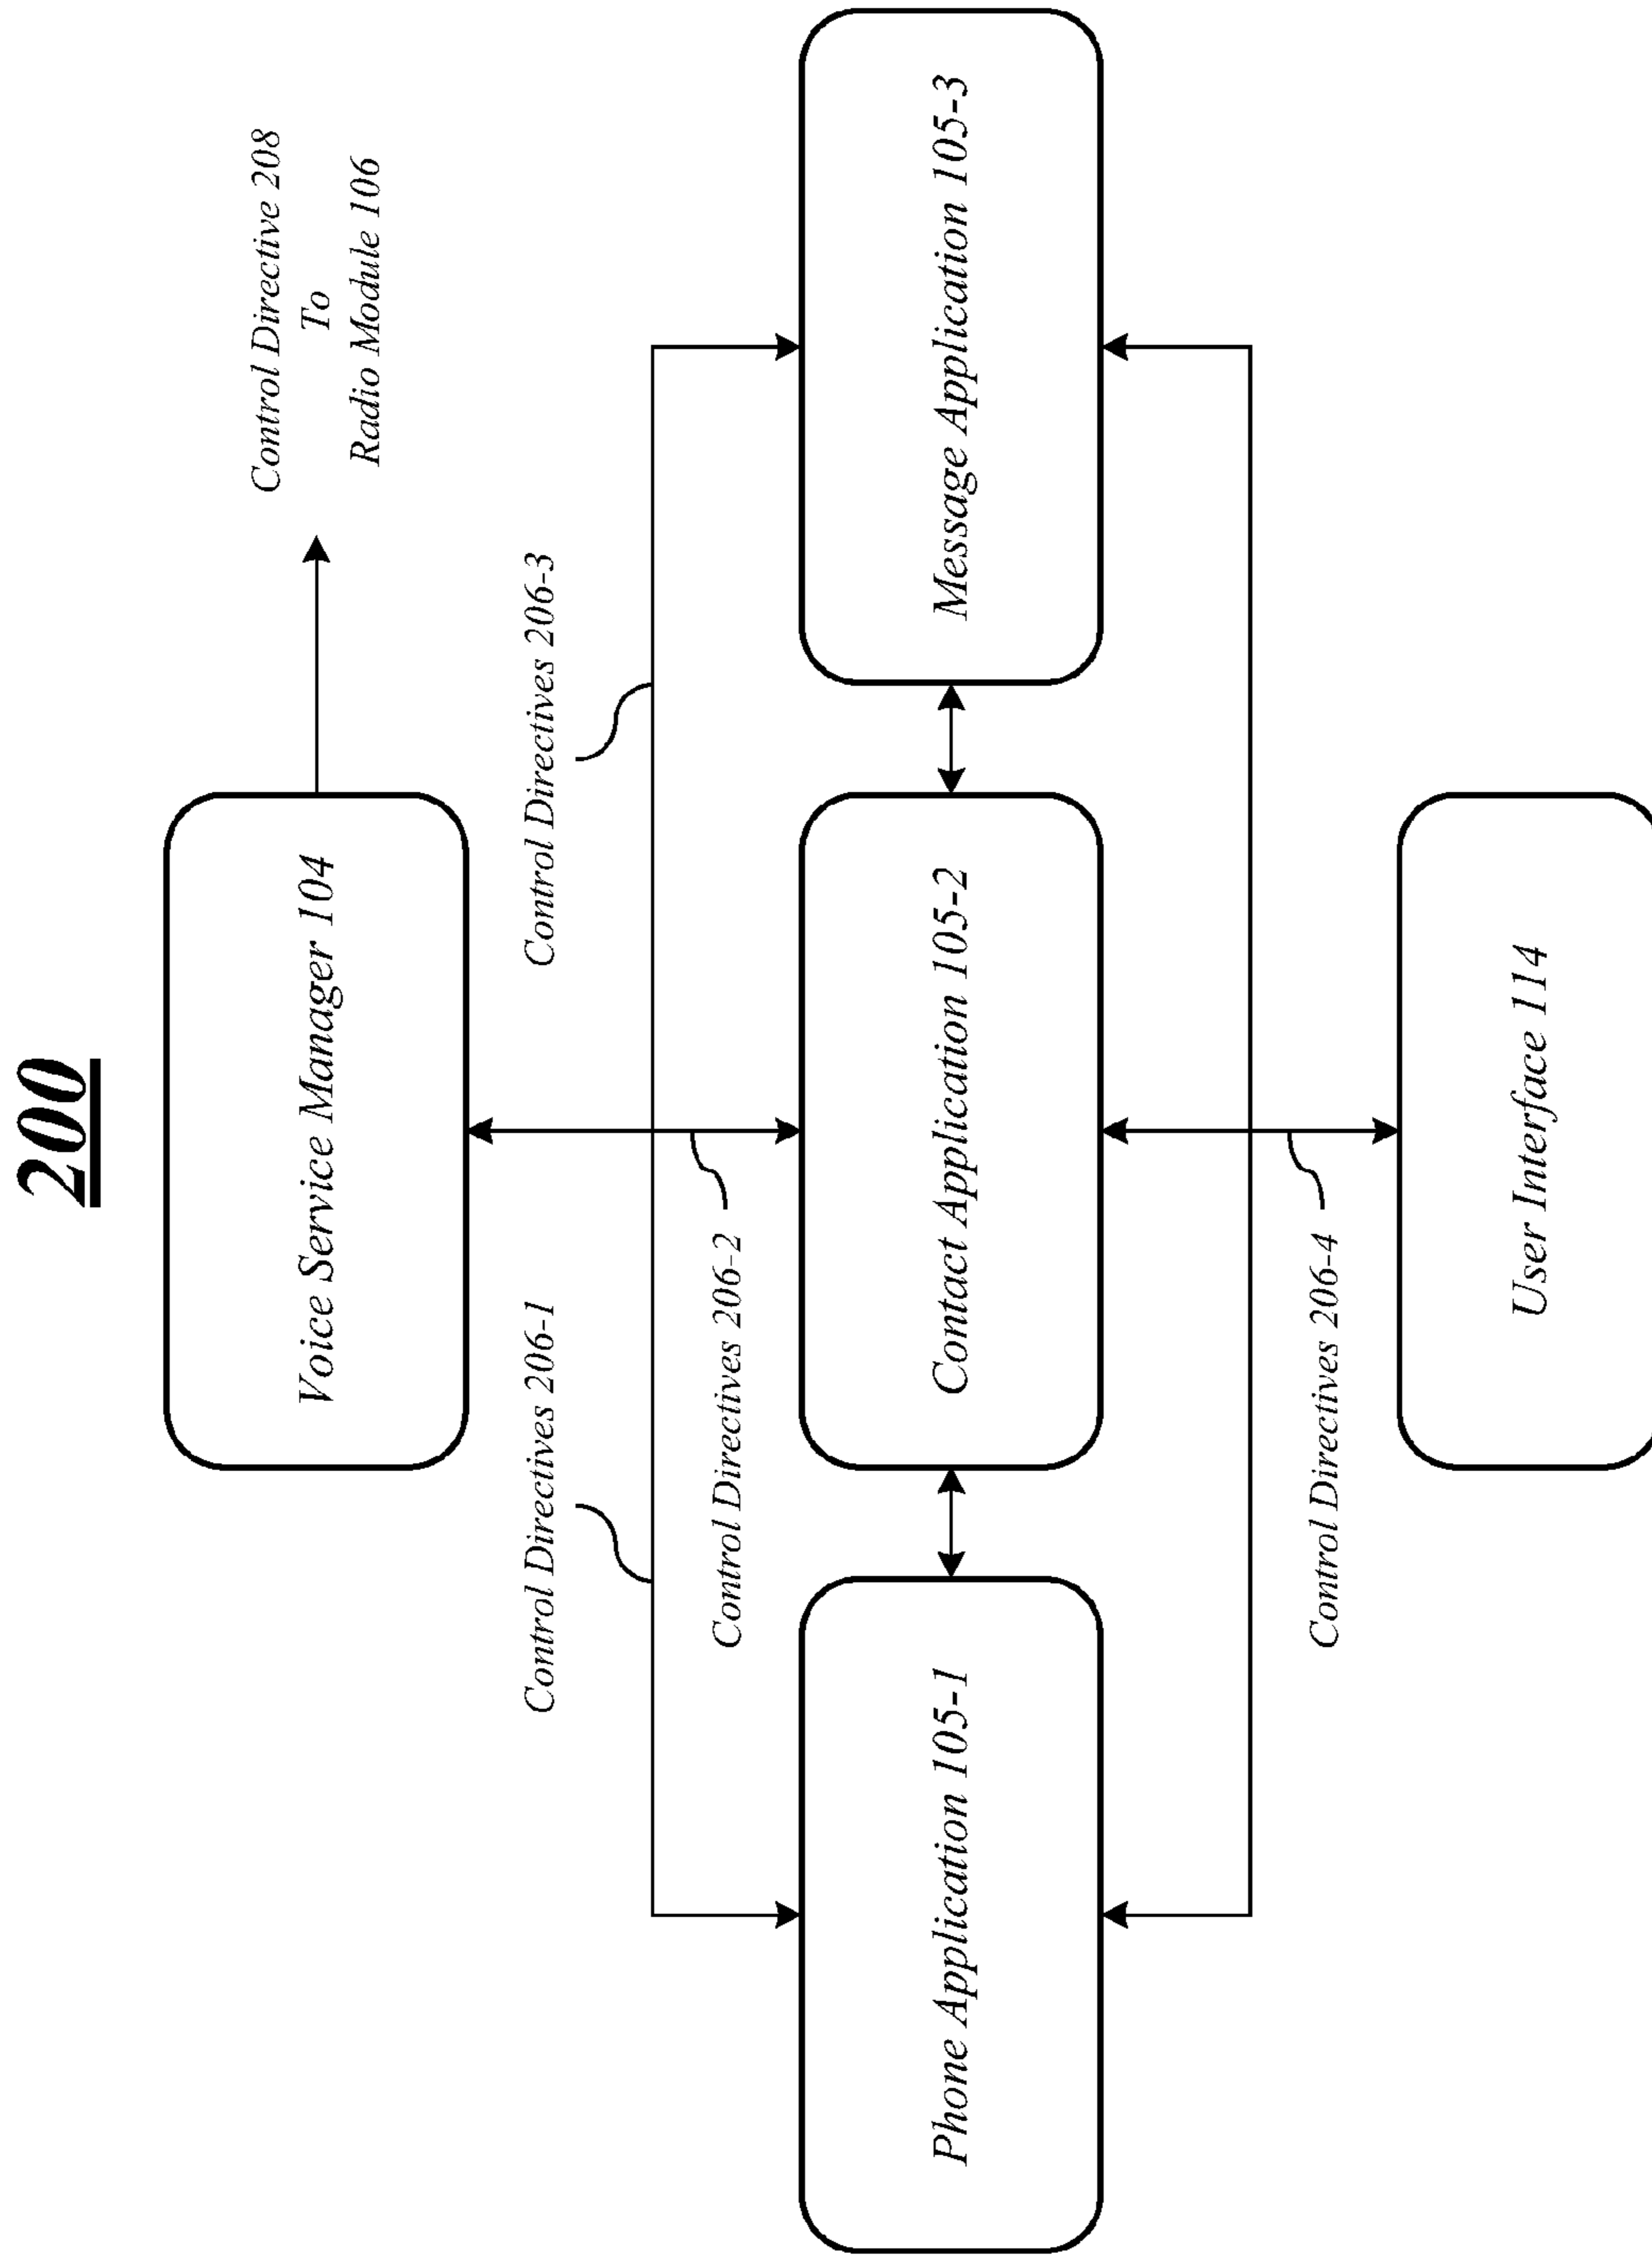 200
Voice Service Manager 104
Control Directive 208
To
Radio Module 106
Control Directives 206-1
Control Directives 206-3
Control Directives 206-2
Phone Application 105-1
Contact Application 105-2
Message Application 105-3
Control Directives 206-4
User Interface 114